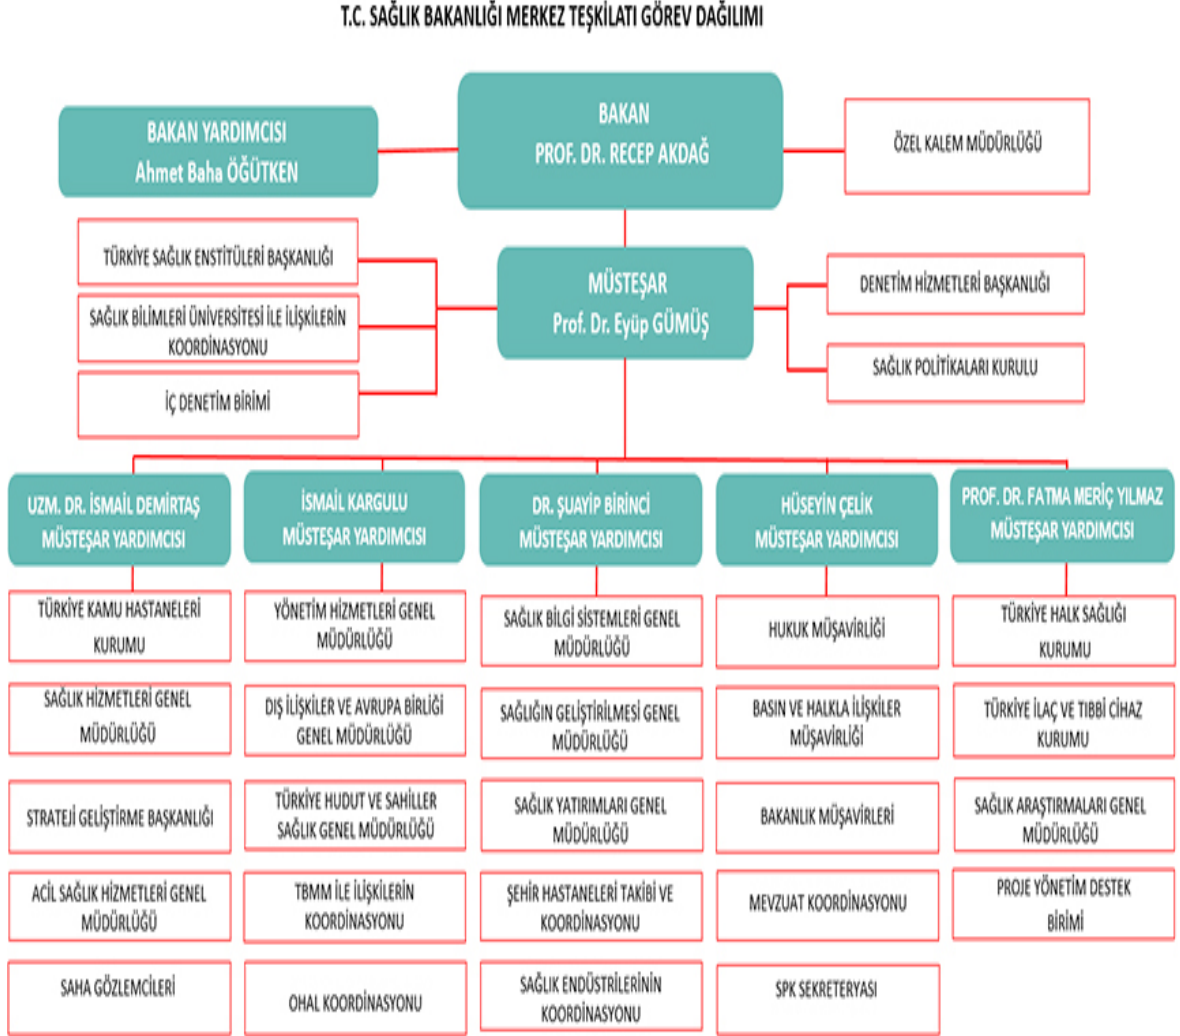 T.C. SAĞLIK BAKANLIĞI MERKEZ TEŞKİLATI GÖREV DAĞILIMI
BAKAN YARDIMCISI
Ahmet Baha ÖĞÜTKEN
BAKAN
PROF. DR. RECEP AKDAĞ
ÖZEL KALEM MÜDÜRLÜĞÜ
TÜRKİYE SAĞLIK ENSTİTÜLERİ BAŞKANLIĞI
SAĞLIK BİLİMLERİ ÜNİVERSİTESİ İLE İLİŞKİLERİN
KOORDİNASYONU
İÇ DENETİM BİRİMİ
MÜSTEŞAR
Prof. Dr. Eyüp GÜMÜŞ
DENETİM HİZMETLERİ BAŞKANLIĞI
SAĞLIK POLİTİKALARI KURULU
UZM. DR. İSMAİL DEMİRTAŞ
MÜSTEŞAR YARDIMCISI
TÜRKİYE KAMU HASTANELERİ
KURUMU
SAĞLIK HİZMETLERİ GENEL
MÜDÜRLÜĞÜ
STRATEJİ GELİŞTİRME BAŞKANLIĞI
ACİL SAĞLIK HİZMETLERİ GENEL
MÜDÜRLÜĞÜ
SAHA GÖZLEMCİLERİ
İSMAİL KARGULU
MÜSTEŞAR YARDIMCISI
YÖNETİM HİZMETLERİ GENEL
MÜDÜRLÜĞÜ
DIŞ İLİŞKİLER VE AVRUPA BİRLİĞİ
GENEL MÜDÜRLÜĞÜ
TÜRKİYE HUDUT VE SAHİLLER
SAĞLIK GENEL MÜDÜRLÜĞÜ
TBMM İLE İLİŞKİLERİN
KOORDİNASYONU
OHAL KOORDİNASYONU
DR. ŞUAYİP BİRİNCİ
MÜSTEŞAR YARDIMCISI
SAĞLIK BİLGİ SİSTEMLERİ GENEL
MÜDÜRLÜĞÜ
SAĞLIĞIN GELİŞTİRİLMESİ GENEL
MÜDÜRLÜĞÜ
SAĞLIK YATIRIMLARI GENEL
MÜDÜRLÜĞÜ
ŞEHİR HASTANELERİ TAKİBİ VE
KOORDİNASYONU
SAĞLIK ENDÜSTRİLERİNİN
KOORDİNASYONU
HÜSEYİN ÇELİK
MÜSTEŞAR YARDIMCISI
HUKUK MÜŞAVİRLİĞİ
BASIN VE HALKLA İLİŞKİLER
MÜŞAVİRLİĞİ
BAKANLIK MÜŞAVİRLERİ
MEVZUAT KOORDİNASYONU
SPK SEKRETERYASI
PROF. DR. FATMA MERİÇ YILMAZ
MÜSTEŞAR YARDIMCISI
TÜRKİYE HALK SAĞLIĞI
KURUMU
TÜRKİYE İLAÇ VE TIBBİ CİHAZ
KURUMU
SAĞLIK ARAŞTIRMALARI GENEL
MÜDÜRLÜĞÜ
PROJE YÖNETİM DESTEK
BİRİMİ